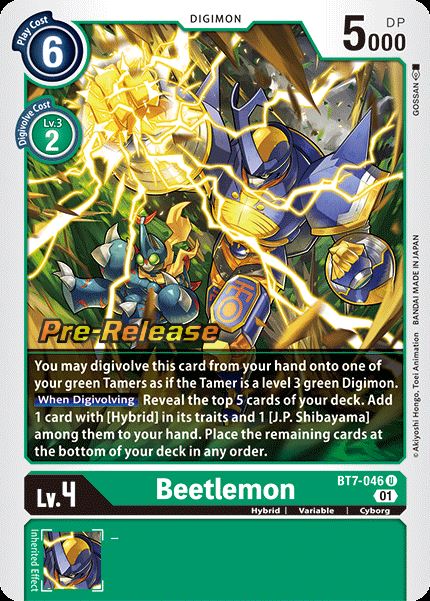 DIGIMON
Play Cost
6
5000 DP
Digivolve Cost
Lv.3
2
GOSSAN
© Akiyoshi Hongo, Toei Animation BANDAI MADE IN JAPAN
Pre-Release
You may digivolve this card from your hand onto one of
your green Tamers as if the Tamer is a level 3 green Digimon.
When Digivolving Reveal the top 5 cards of your deck. Add
1 card with [Hybrid] in its traits and 1 [J.P. Shibayama]
among them to your hand. Place the remaining cards at
the bottom of your deck in any order.
Lv.4
Beetlemon
BT7-046 U
01
Hybrid | Variable | Cyborg
Inherited Effect
–